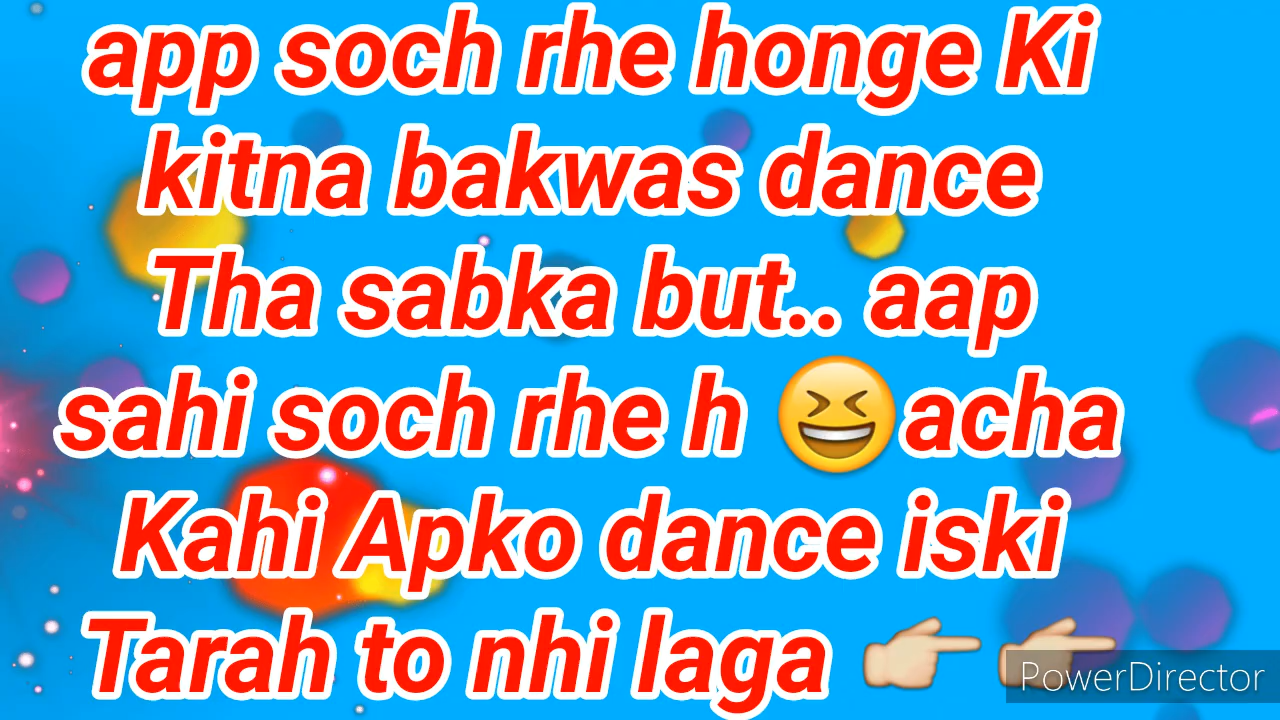 app soch rhe honge Ki
kitna bakwas dance
Tha sabka but.. aap
sahi soch rhe h 😆acha
Kahi Apko dance iski
Tarah to nhi laga 👉🏼👉🏼
PowerDirector